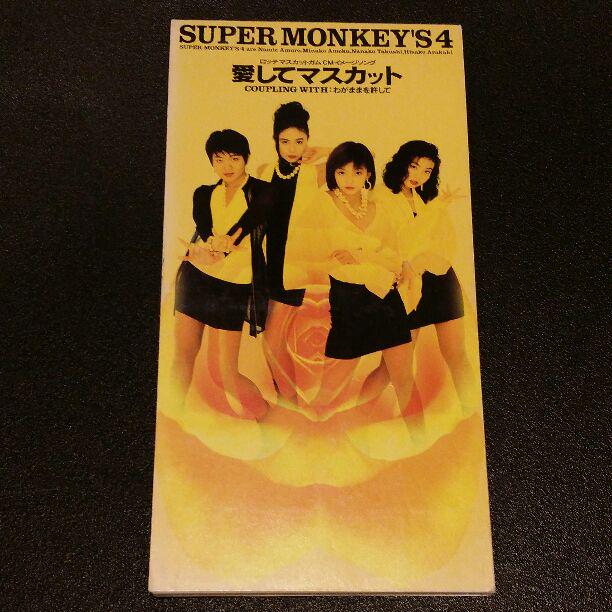 SUPER MONKEY'S 4
SUPER MONKEY'S 4 are Namie Amuro, Minako Ameku, Nanako Takushi, Hisako Arakaki
ロッテ マスカットガム CMイメージソング
愛してマスカット
COUPLING WITH : わがままを許して